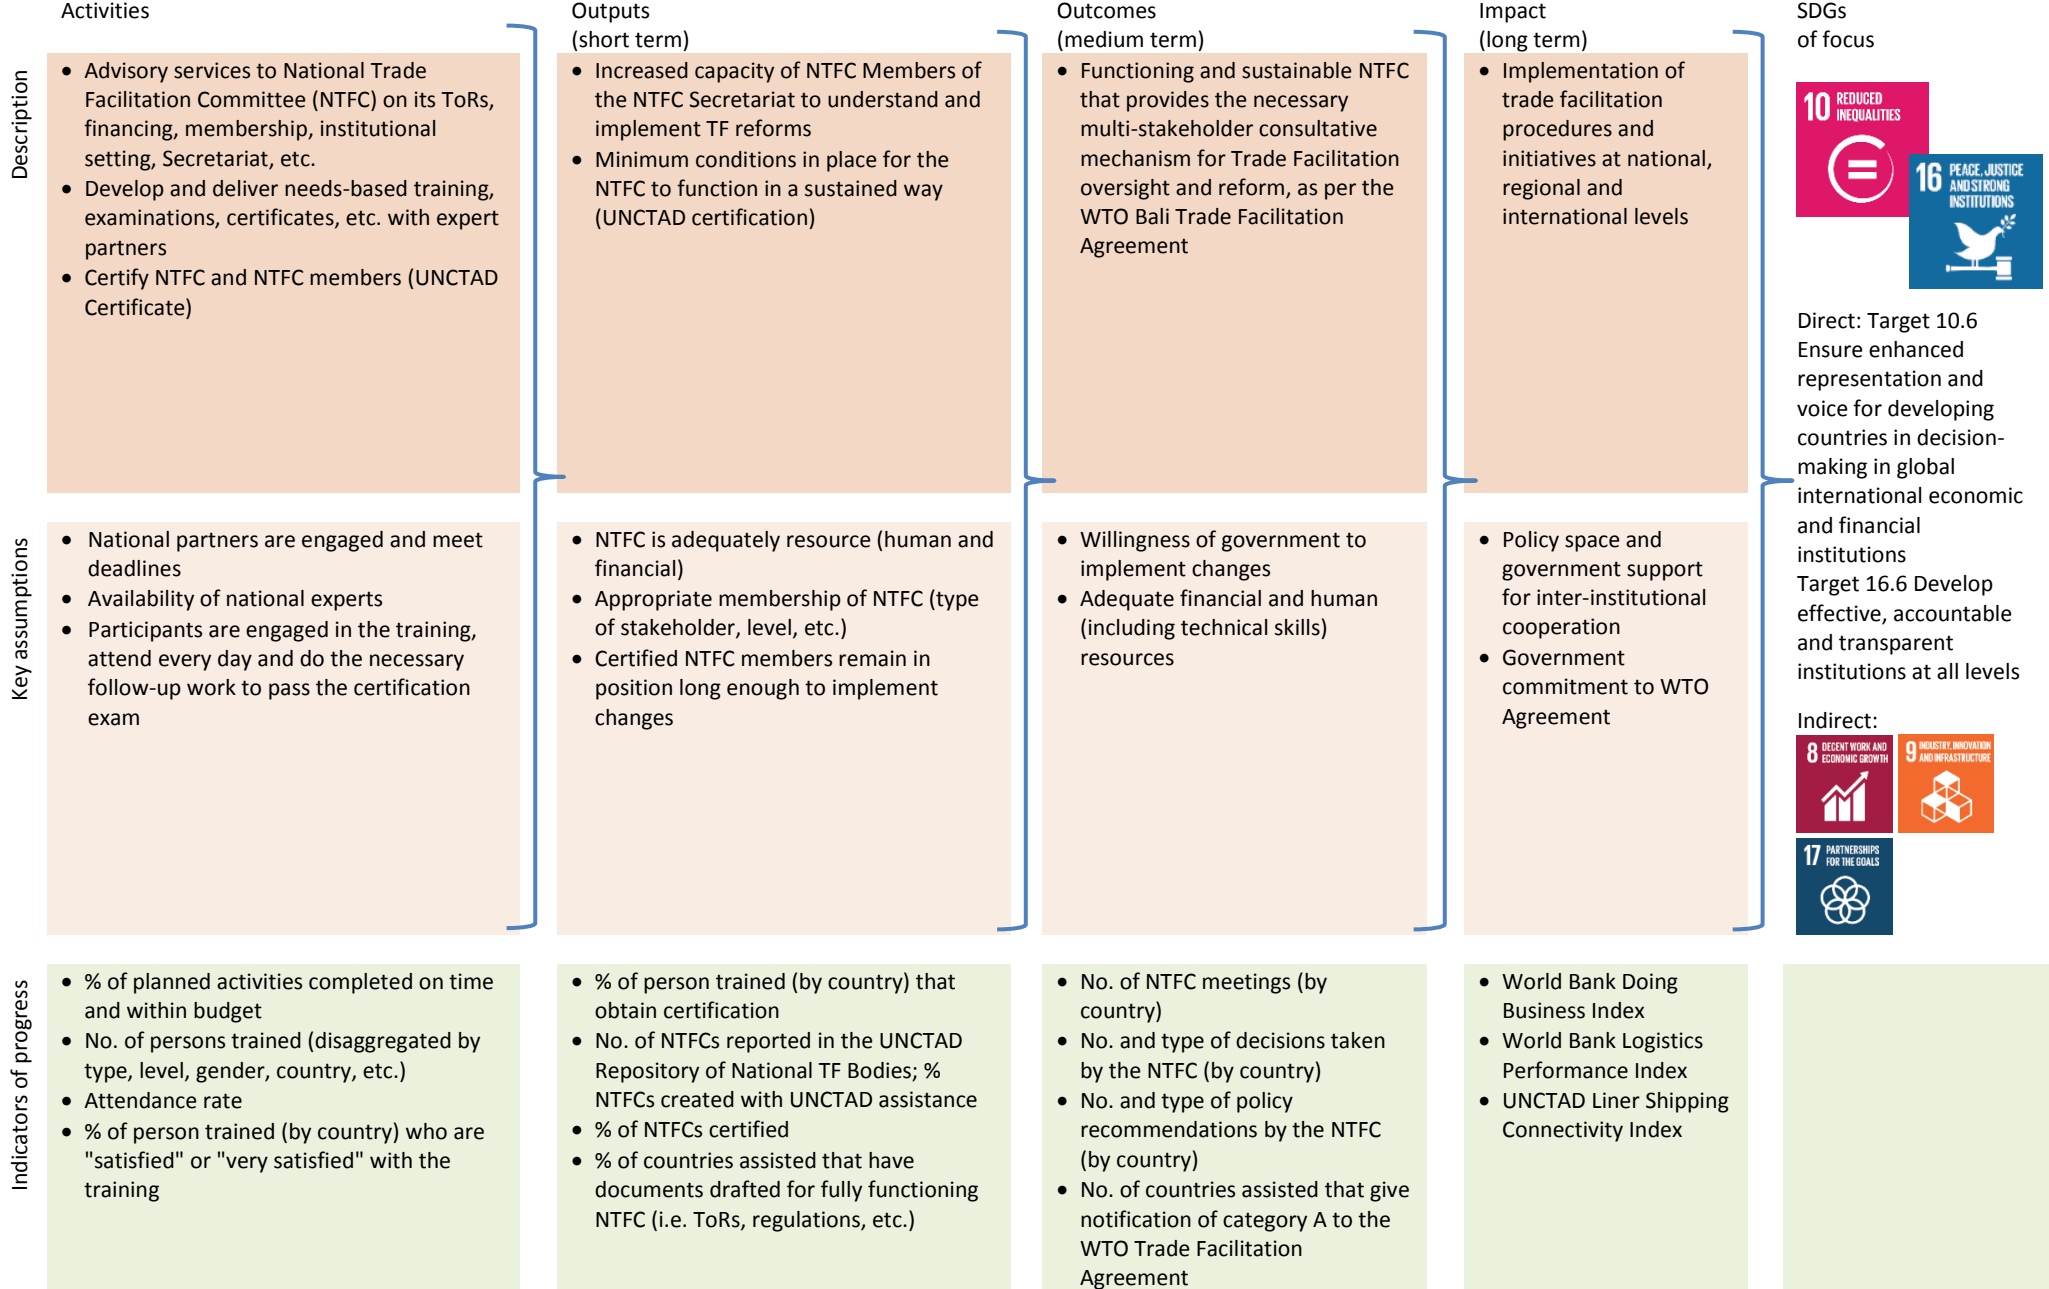 Activities
Outputs
(short term)
Outcomes
(medium term)
Impact
(long term)
SDGs
of focus
Description
• Advisory services to National Trade
Facilitation Committee (NTFC) on its ToRs,
financing, membership, institutional
setting, Secretariat, etc.
• Develop and deliver needs-based training,
examinations, certificates, etc. with expert
partners
• Certify NTFC and NTFC members (UNCTAD
Certificate)
• Increased capacity of NTFC Members of
the NTFC Secretariat to understand and
implement TF reforms
• Minimum conditions in place for the
NTFC to function in a sustained way
(UNCTAD certification)
• Functioning and sustainable NTFC
that provides the necessary
multi-stakeholder consultative
mechanism for Trade Facilitation
oversight and reform, as per the
WTO Bali Trade Facilitation
Agreement
• Implementation of
trade facilitation
procedures and
initiatives at national,
regional and
international levels
10 REDUCED
INEQUALITIES
16 PEACE, JUSTICE
AND STRONG
INSTITUTIONS
Direct: Target 10.6
Ensure enhanced
representation and
voice for developing
countries in decision-
making in global
international economic
and financial
institutions
Target 16.6 Develop
effective, accountable
and transparent
institutions at all levels
Indirect:
8 DECENT WORK AND
ECONOMIC GROWTH
9 INDUSTRY, INNOVATION
AND INFRASTRUCTURE
17 PARTNERSHIPS
FOR THE GOALS
Key assumptions
• National partners are engaged and meet
deadlines
• Availability of national experts
• Participants are engaged in the training,
attend every day and do the necessary
follow-up work to pass the certification
exam
• NTFC is adequately resource (human and
financial)
• Appropriate membership of NTFC (type
of stakeholder, level, etc.)
• Certified NTFC members remain in
position long enough to implement
changes
• Willingness of government to
implement changes
• Adequate financial and human
(including technical skills)
resources
• Policy space and
government support
for inter-institutional
cooperation
• Government
commitment to WTO
Agreement
Indicators of progress
• % of planned activities completed on time
and within budget
• No. of persons trained (disaggregated by
type, level, gender, country, etc.)
• Attendance rate
• % of person trained (by country) who are
"satisfied" or "very satisfied" with the
training
• % of person trained (by country) that
obtain certification
• No. of NTFCs reported in the UNCTAD
Repository of National TF Bodies; %
NTFCs created with UNCTAD assistance
• % of NTFCs certified
• % of countries assisted that have
documents drafted for fully functioning
NTFC (i.e. ToRs, regulations, etc.)
• No. of NTFC meetings (by
country)
• No. and type of decisions taken
by the NTFC (by country)
• No. and type of policy
recommendations by the NTFC
(by country)
• No. of countries assisted that give
notification of category A to the
WTO Trade Facilitation
Agreement
• World Bank Doing
Business Index
• World Bank Logistics
Performance Index
• UNCTAD Liner Shipping
Connectivity Index